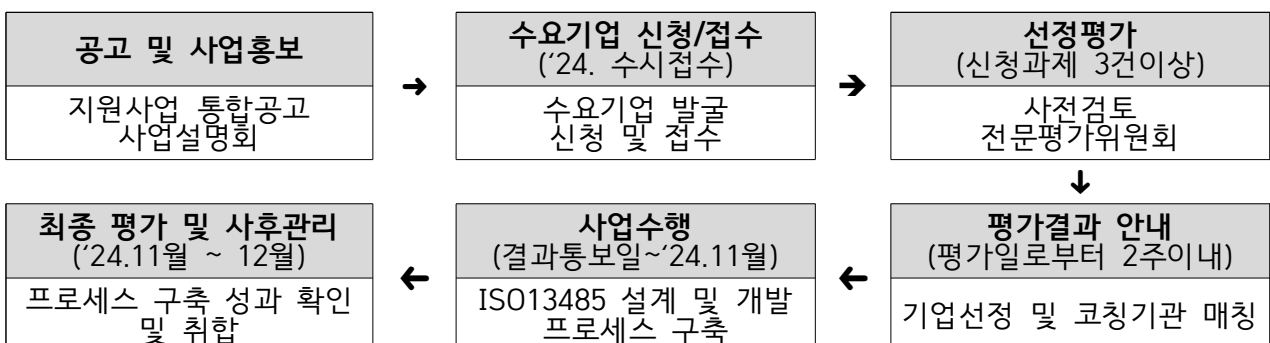 공고 및 사업홍보
지원사업 통합공고
사업설명회
➜
수요기업 신청/접수
(‘24. 수시접수)
수요기업 발굴
신청 및 접수
➔
선정평가
(신청과제 3건이상)
사전검토
전문평가위원회
↓
평가결과 안내
(평가일로부터 2주이내)
기업선정 및 코칭기관 매칭
←
사업수행
(결과통보일~‘24.11월)
ISO13485 설계 및 개발
프로세스 구축
←
최종 평가 및 사후관리
(‘24.11월 ~ 12월)
프로세스 구축 성과 확인
및 취합